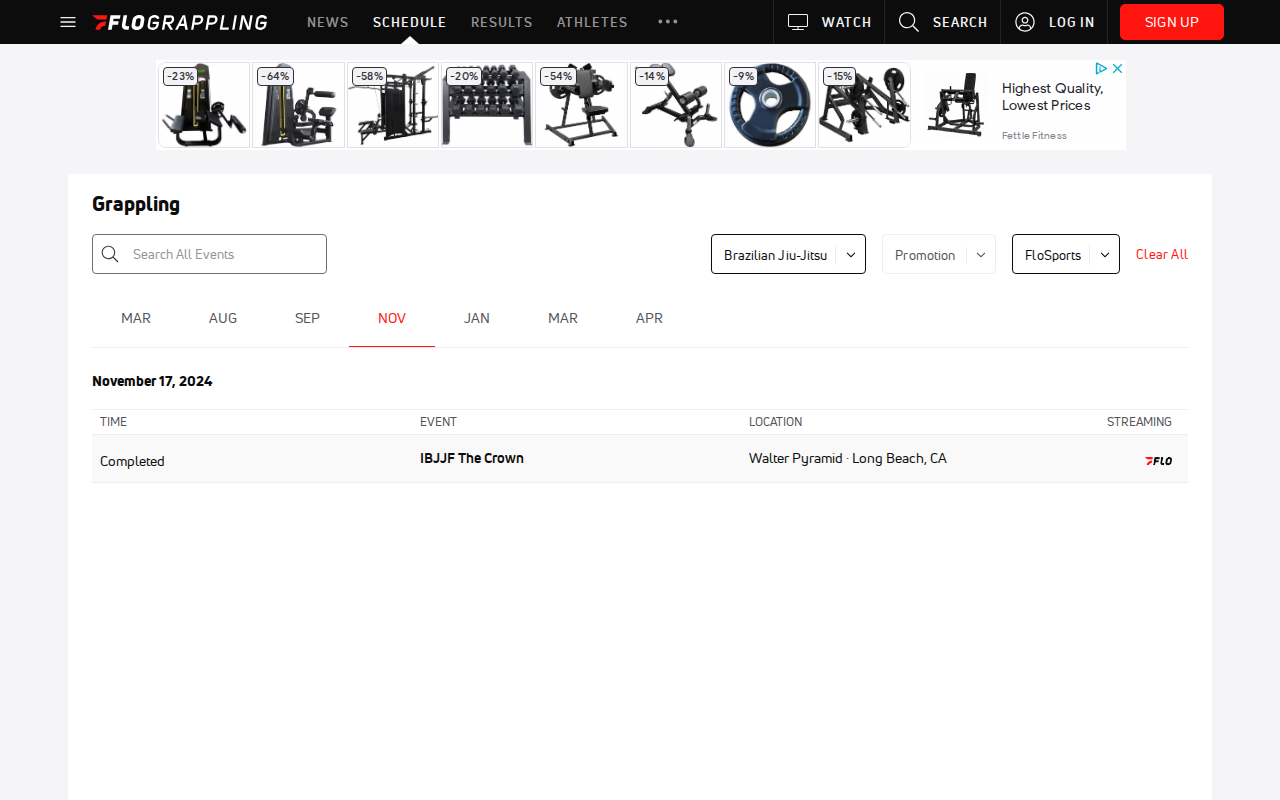 FLOGRAPPLING NEWS SCHEDULE RESULTS ATHLETES WATCH SEARCH LOG IN SIGN UP
-23% -64% -58% -20% -54% -14% -9% -15%
Highest Quality,
Lowest Prices
Fettle Fitness
Grappling
Search All Events Brazilian Jiu-Jitsu Promotion FloSports Clear All
MAR AUG SEP NOV JAN MAR APR
November 17, 2024
TIME EVENT LOCATION STREAMING
Completed IBJJF The Crown Walter Pyramid · Long Beach, CA FLO